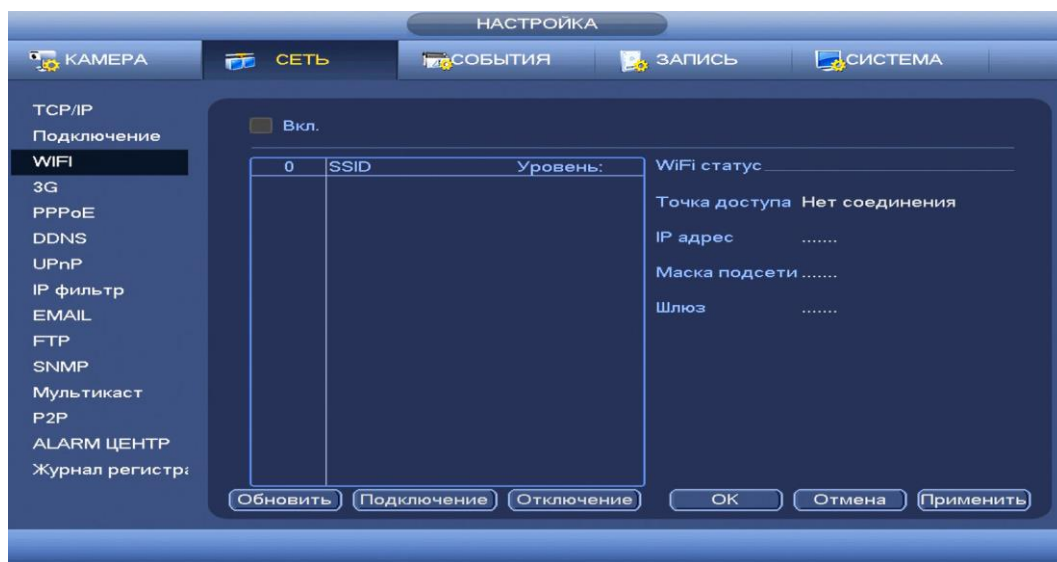 НАСТРОЙКА
КАМЕРА СЕТЬ СОБЫТИЯ ЗАПИСЬ СИСТЕМА
TCP/IP
Подключение
WIFI
3G
PPPoE
DDNS
UPnP
IP фильтр
EMAIL
FTP
SNMP
Мультикаст
P2P
ALARM ЦЕНТР
Журнал регистра
Вкл.
0 SSID Уровень:
WiFi статус
Точка доступа Нет соединения
IP адрес .......
Маска подсети .......
Шлюз .......
Обновить Подключение Отключение OK Отмена Применить